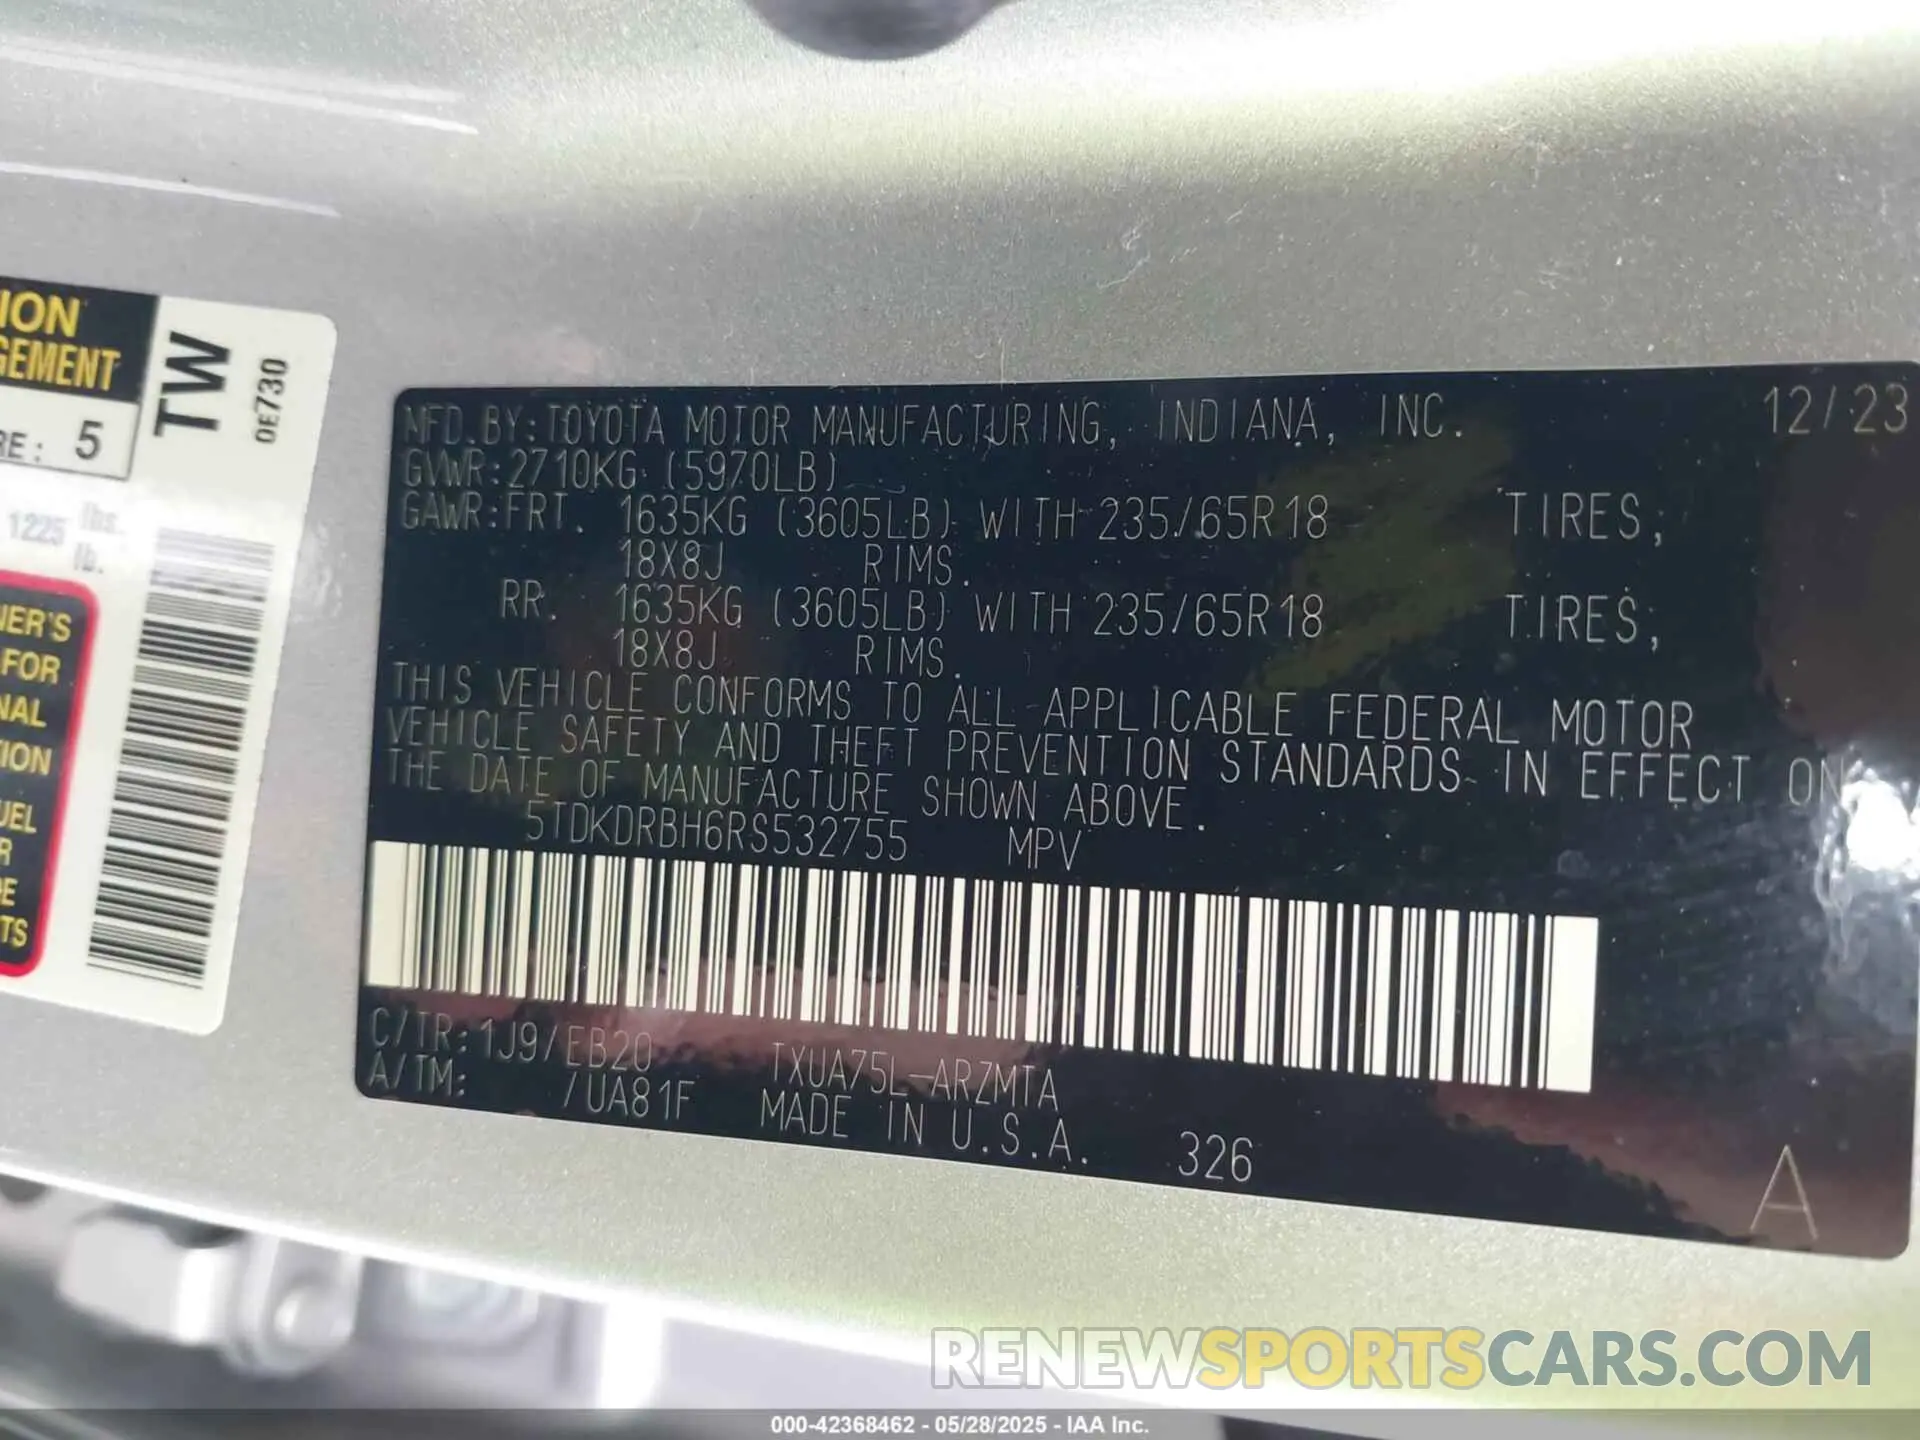 ION
GEMENT
RE: 5
1225 lbs.
lb.
TW
0E730
NER'S
FOR
NAL
TION
UEL
R
DE
TS
MFD.BY:TOYOTA MOTOR MANUFACTURING, INDIANA, INC. 12/23
GVWR:2710KG (5970LB)
GAWR:FRT. 1635KG (3605LB) WITH 235/65R18 TIRES,
18X8J RIMS.
RR. 1635KG (3605LB) WITH 235/65R18 TIRES,
18X8J RIMS.
THIS VEHICLE CONFORMS TO ALL APPLICABLE FEDERAL MOTOR
VEHICLE SAFETY AND THEFT PREVENTION STANDARDS IN EFFECT ON
THE DATE OF MANUFACTURE SHOWN ABOVE.
5TDKDRBH6RS532755 MPV
C/TR:1J9/EB20 TXUA75L-ARZMTA
A/TM: /UA81F MADE IN U.S.A. 326
A
RENEWSPORTSCARS.COM
000-42368462 - 05/28/2025 - IAA Inc.